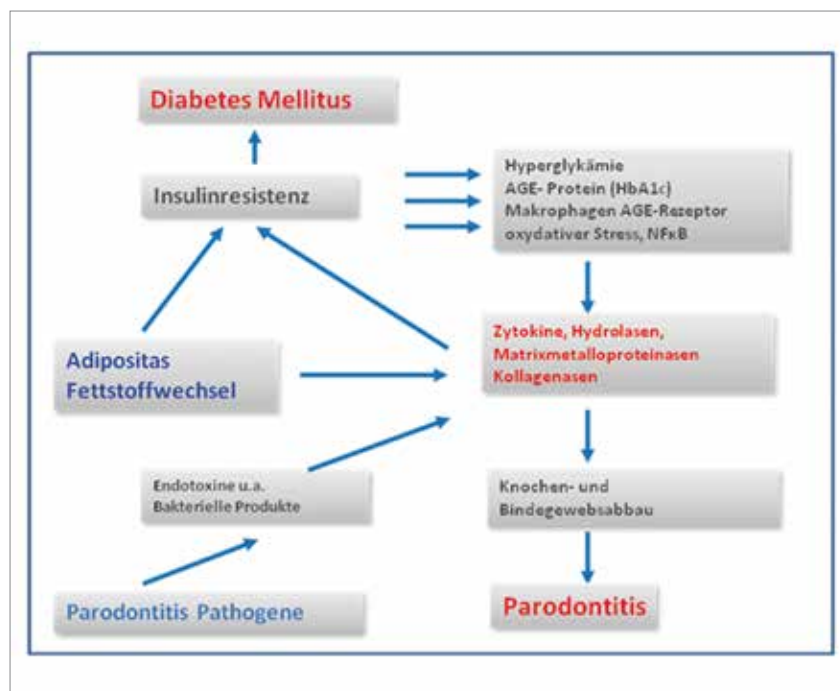 Diabetes Mellitus
Insulinresistenz
Hyperglykämie
AGE- Protein (HbA1c)
Makrophagen AGE-Rezeptor
oxydativer Stress, NFκB
Adipositas
Fettstoffwechsel
Zytokine, Hydrolasen,
Matrixmetalloproteinasen
Kollagenasen
Endotoxine u.a.
Bakterielle Produkte
Knochen- und
Bindegewebsabbau
Parodontitis Pathogene
Parodontitis